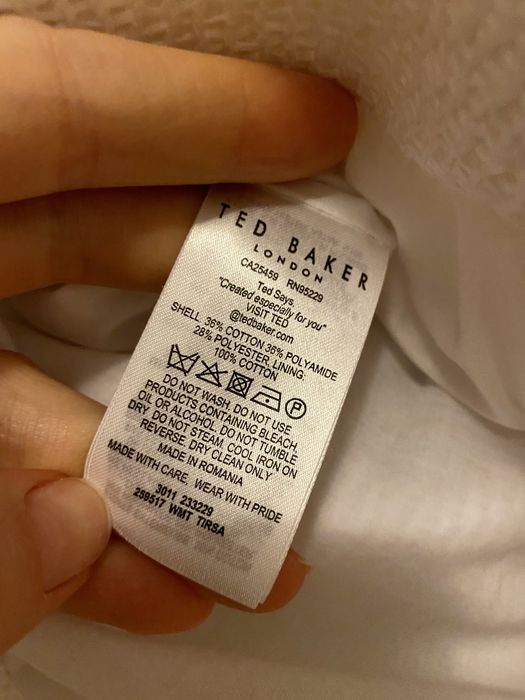 TED BAKER
LONDON
CA25459 RN95229
Ted Says,
"Created especially for you"
VISIT TED
@tedbaker.com
SHELL: 36% COTTON 36% POLYAMIDE
28% POLYESTER, LINING:
100% COTTON
P
DO NOT WASH, DO NOT USE
PRODUCTS CONTAINING BLEACH,
OIL OR ALCOHOL. DO NOT TUMBLE
DRY. DO NOT STEAM. COOL IRON ON
REVERSE. DRY CLEAN ONLY
MADE IN ROMANIA
MADE WITH CARE, WEAR WITH PRIDE
3011 233229
259517 WMT TIRSA